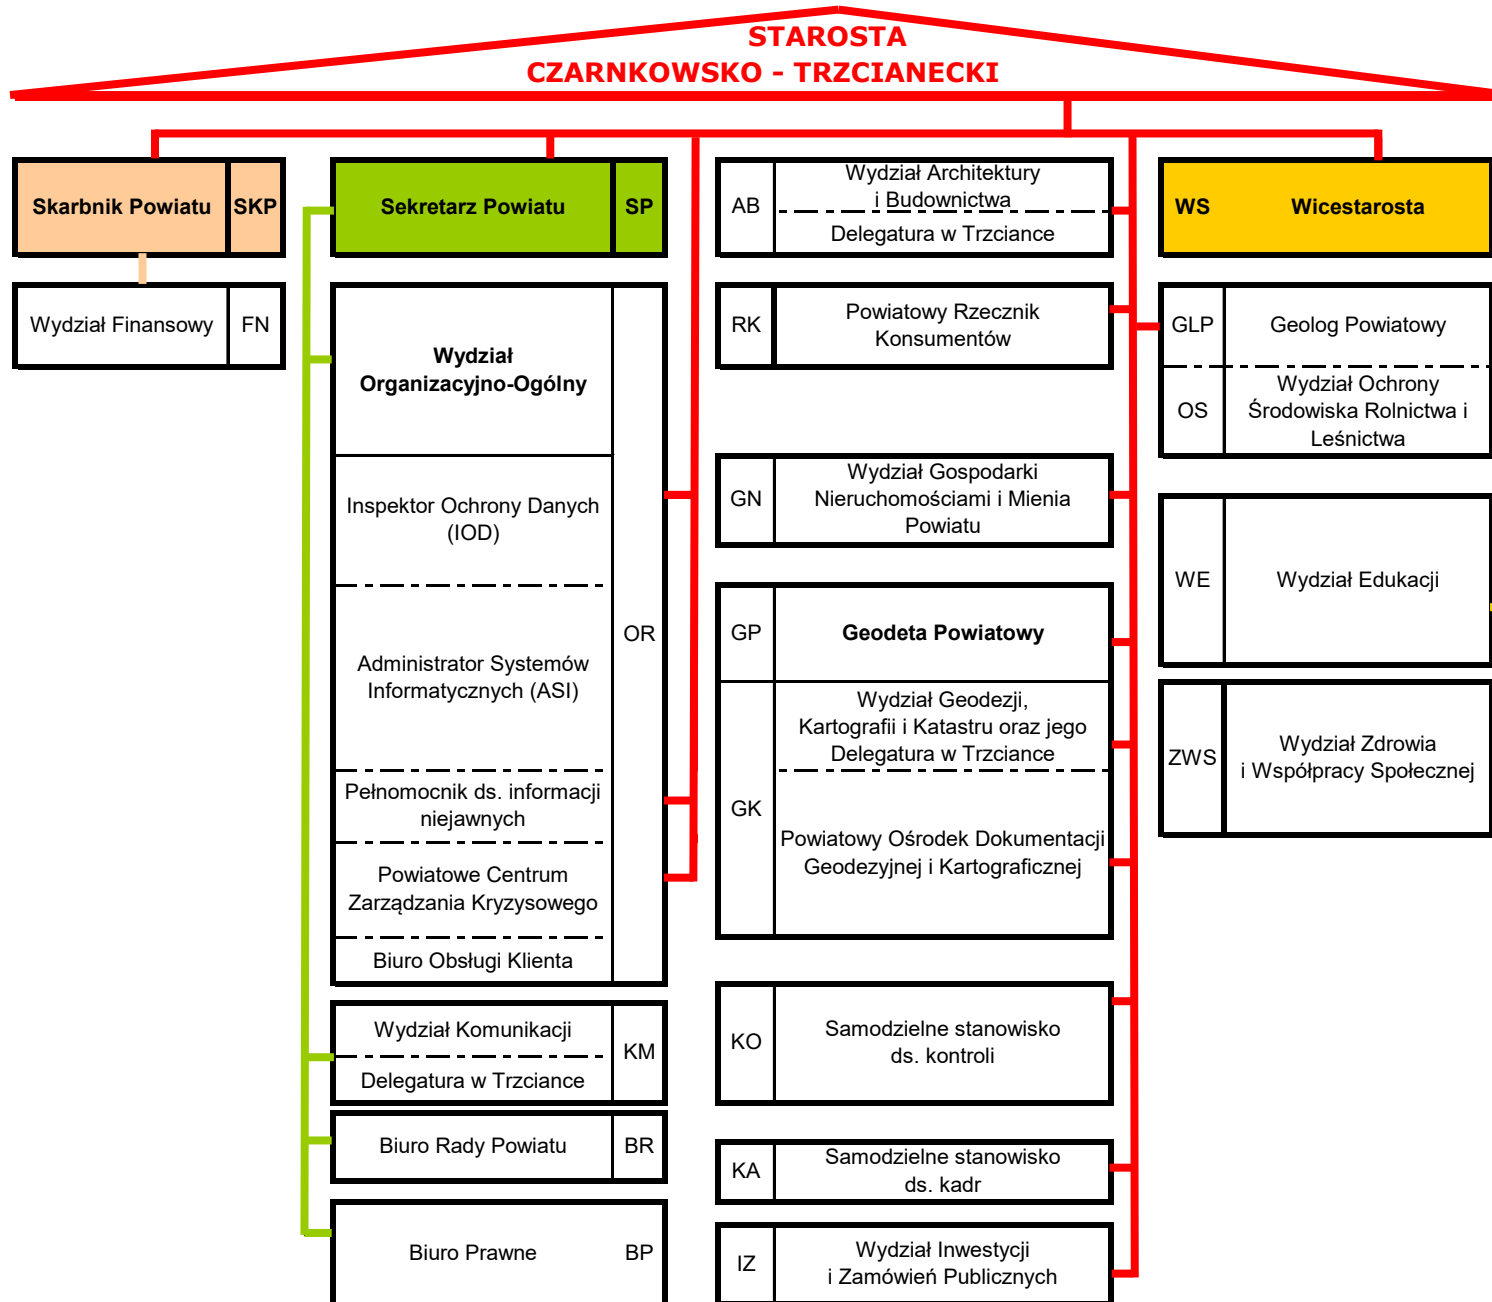 STAROSTA
CZARNKOWSKO - TRZCIANECKI
Skarbnik Powiatu SKP
Wydział Finansowy FN
Sekretarz Powiatu SP
Wydział
Organizacyjno-Ogólny
Inspektor Ochrony Danych
(IOD)
Administrator Systemów
Informatycznych (ASI)
OR
Pełnomocnik ds. informacji
niejawnych
Powiatowe Centrum
Zarządzania Kryzysowego
Biuro Obsługi Klienta
Wydział Komunikacji
KM
Delegatura w Trzciance
Biuro Rady Powiatu BR
Biuro Prawne BP
AB
Wydział Architektury
i Budownictwa
Delegatura w Trzciance
RK
Powiatowy Rzecznik
Konsumentów
GN
Wydział Gospodarki
Nieruchomościami i Mienia
Powiatu
GP Geodeta Powiatowy
GK
Wydział Geodezji,
Kartografii i Katastru oraz jego
Delegatura w Trzciance
Powiatowy Ośrodek Dokumentacji
Geodezyjnej i Kartograficznej
KO
Samodzielne stanowisko
ds. kontroli
KA
Samodzielne stanowisko
ds. kadr
IZ
Wydział Inwestycji
i Zamówień Publicznych
WS Wicestarosta
GLP Geolog Powiatowy
OS
Wydział Ochrony
Środowiska Rolnictwa i
Leśnictwa
WE Wydział Edukacji
ZWS
Wydział Zdrowia
i Współpracy Społecznej